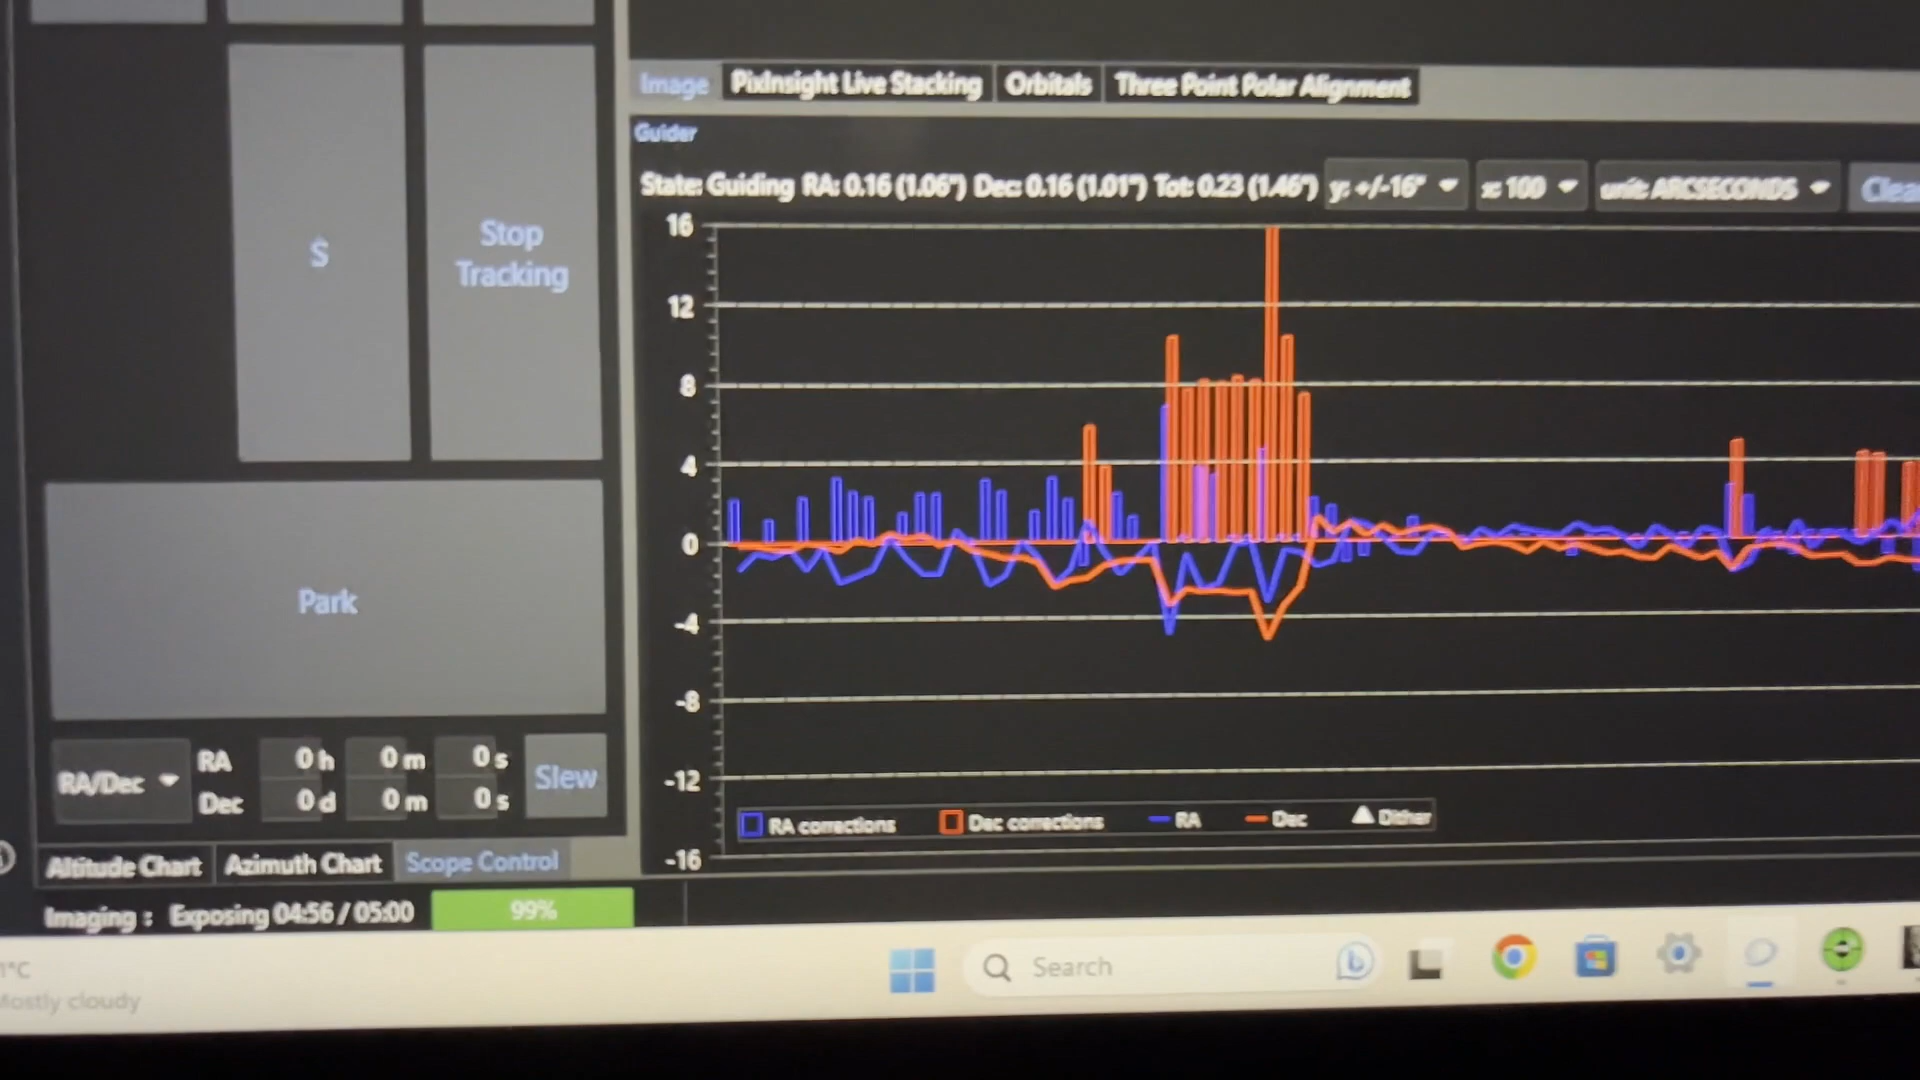 Image PixInsight Live Stacking Orbitals Three Point Polar Alignment
Guider
State: Guiding RA: 0.16 (1.06") Dec: 0.16 (1.01") Tot: 0.23 (1.46") y: +/-16" x: 100 unit: ARCSECONDS Clea
16
12
8
4
0
-4
-8
-12
-16
RA corrections Dec corrections RA Dec Dither
S
Stop
Tracking
Park
RA/Dec
RA 0 h 0 m 0 s
Dec 0 d 0 m 0 s
Slew
Altitude Chart Azimuth Chart Scope Control
Imaging : Exposing 04:56 / 05:00 99%
1°C
Mostly cloudy
Search